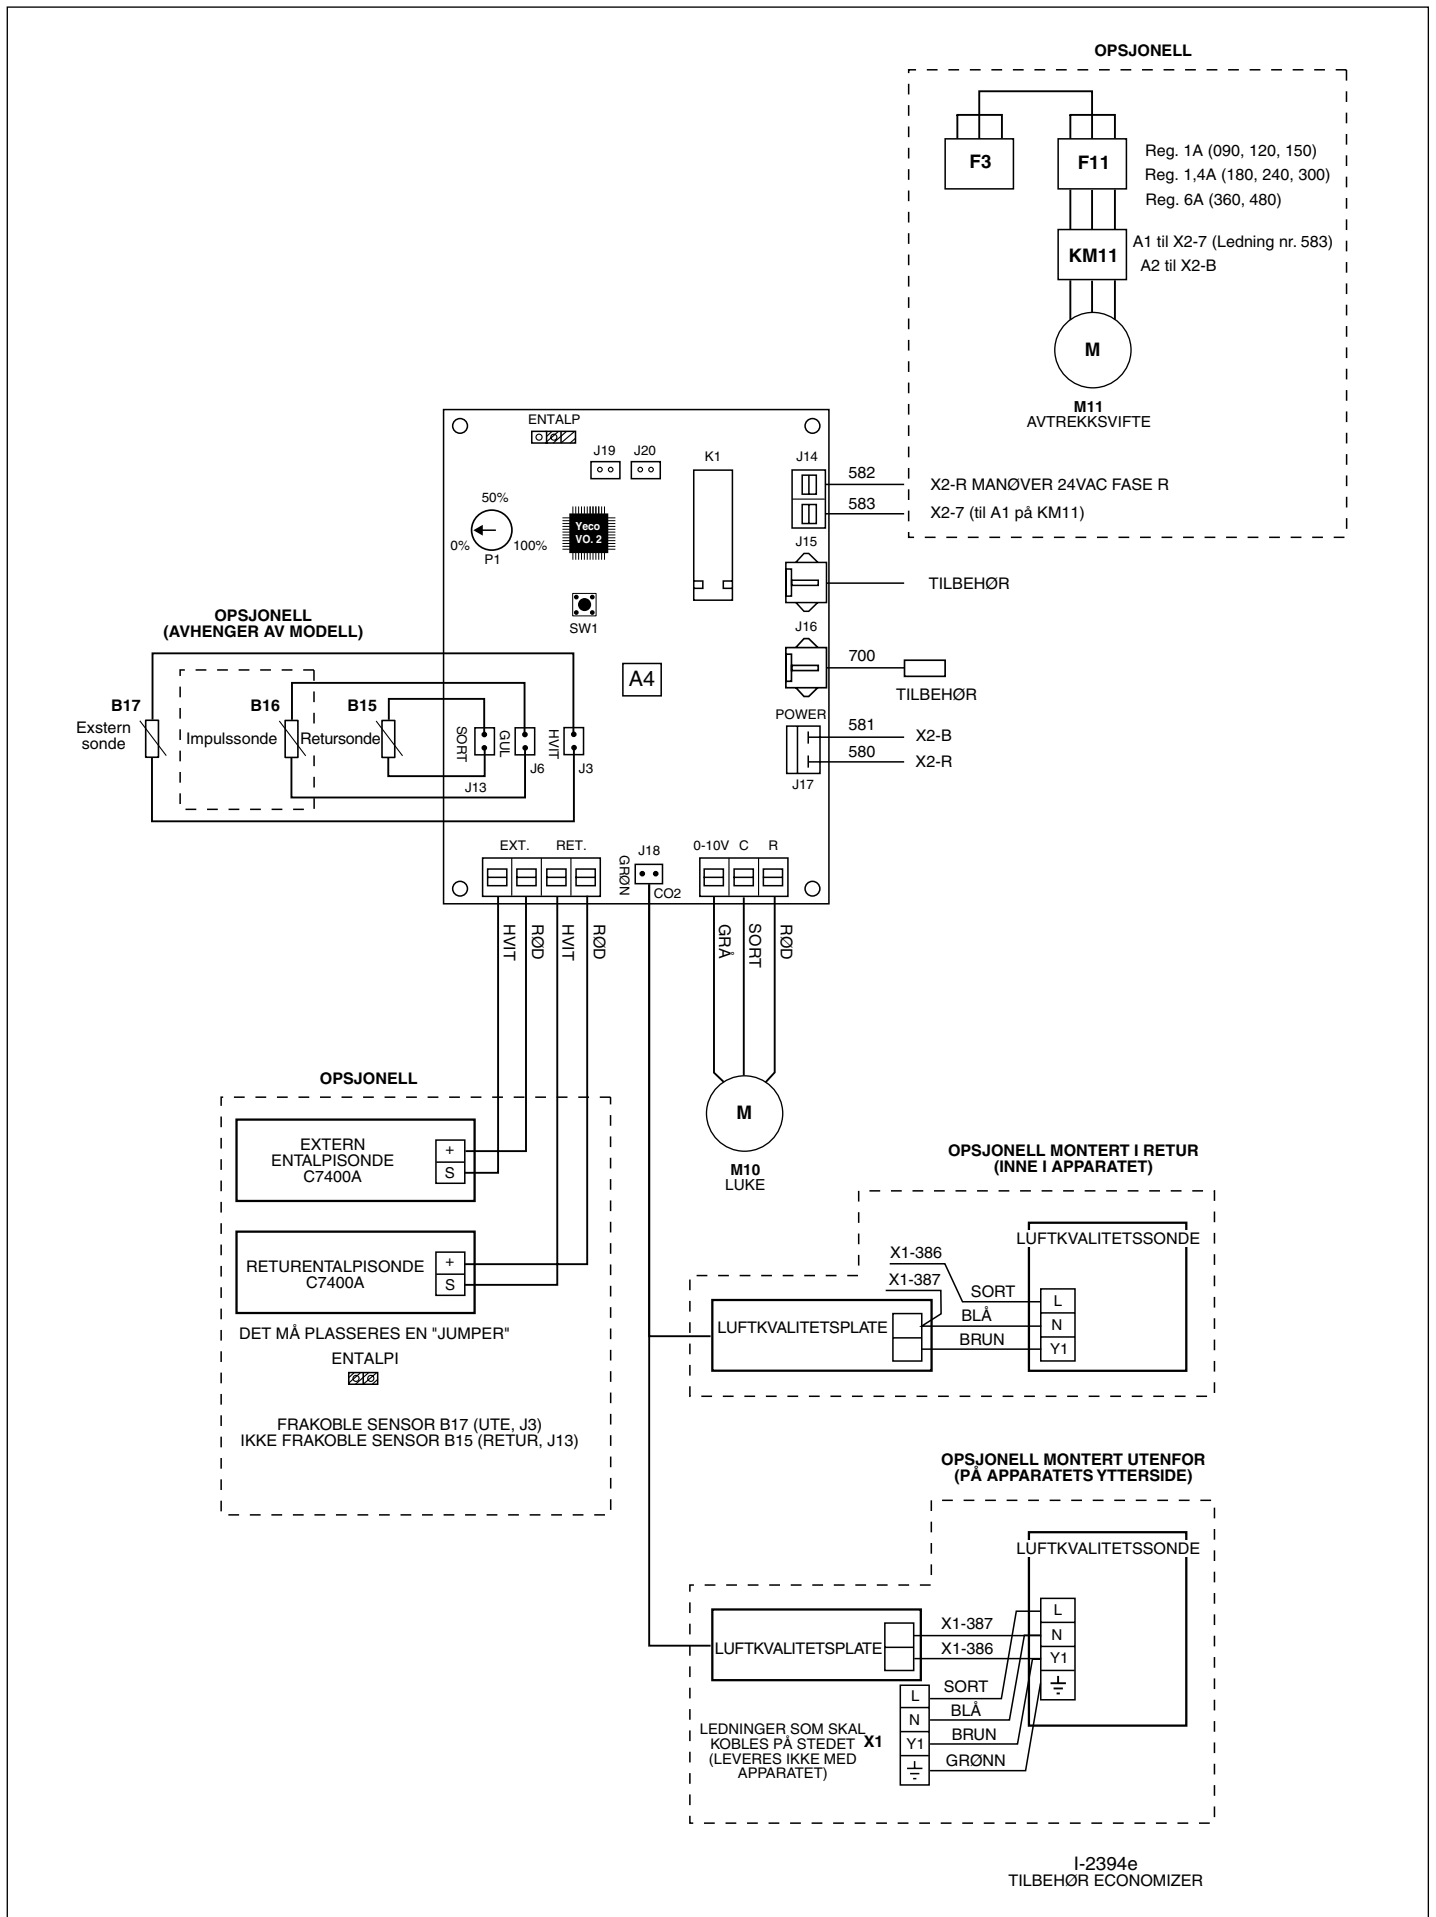 OPSJONELL
F3
F11
Reg. 1A (090, 120, 150)
Reg. 1,4A (180, 240, 300)
Reg. 6A (360, 480)
KM11
A1 til X2-7 (Ledning nr. 583)
A2 til X2-B
M
M11
AVTREKKSVIFTE
ENTALP
J19
J20
K1
J14
582
X2-R MANØVER 24VAC FASE R
583
X2-7 (til A1 på KM11)
50%
0%
100%
P1
Yeco
VO. 2
J15
TILBEHØR
SW1
J16
700
TILBEHØR
A4
OPSJONELL
(AVHENGER AV MODELL)
B17
Exstern
sonde
B16
Impulssonde
B15
Retursonde
SORT
GUL
HVIT
J13
J6
J3
POWER
581
X2-B
580
X2-R
J17
EXT.
RET.
J18
GRØN
CO2
0-10V
C
R
HVIT
RØD
HVIT
RØD
GRÅ
SORT
RØD
M
M10
LUKE
OPSJONELL
EXTERN
ENTALPISONDE
C7400A
+
S
RETURENTALPISONDE
C7400A
+
S
DET MÅ PLASSERES EN "JUMPER"
ENTALPI
FRAKOBLE SENSOR B17 (UTE, J3)
IKKE FRAKOBLE SENSOR B15 (RETUR, J13)
OPSJONELL MONTERT I RETUR
(INNE I APPARATET)
LUFTKVALITETSSONDE
X1-386
X1-387
SORT
BLÅ
BRUN
L
N
Y1
LUFTKVALITETSPLATE
OPSJONELL MONTERT UTENFOR
(PÅ APPARATETS YTTERSIDE)
LUFTKVALITETSSONDE
LUFTKVALITETSPLATE
X1-387
X1-386
L
N
Y1
L
N
Y1
SORT
BLÅ
BRUN
GRØNN
LEDNINGER SOM SKAL
KOBLES PÅ STEDET
(LEVERES IKKE MED
APPARATET)
X1
I-2394e
TILBEHØR ECONOMIZER